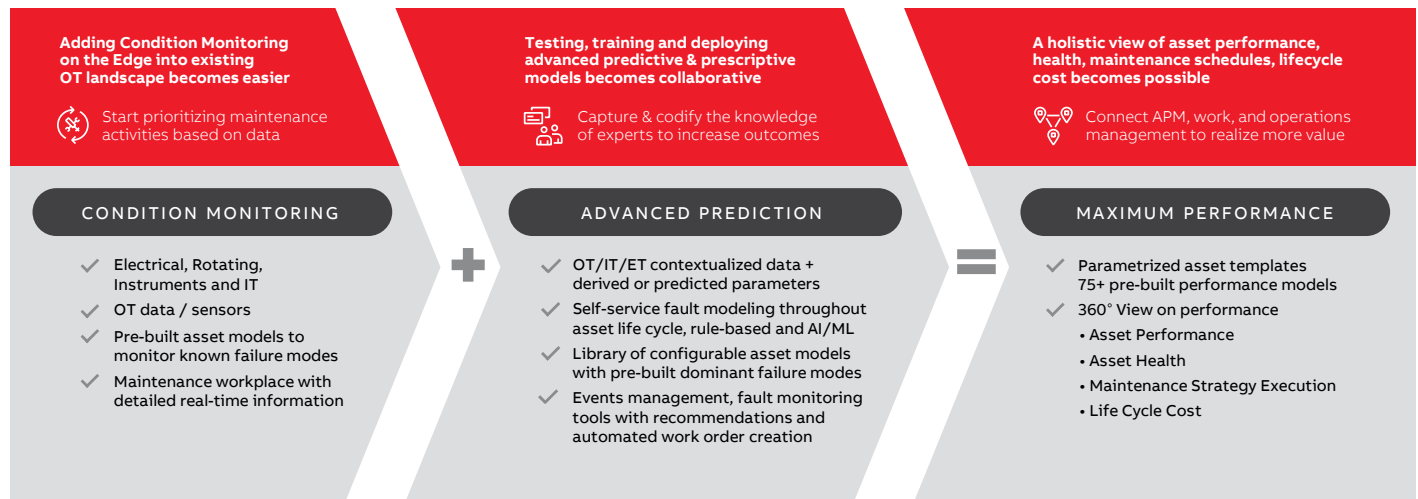 Adding Condition Monitoring
on the Edge into existing
OT landscape becomes easier
Start prioritizing maintenance
activities based on data
CONDITION MONITORING
Electrical, Rotating,
Instruments and IT
OT data / sensors
Pre-built asset models to
monitor known failure modes
Maintenance workplace with
detailed real-time information
+
Testing, training and deploying
advanced predictive & prescriptive
models becomes collaborative
Capture & codify the knowledge
of experts to increase outcomes
ADVANCED PREDICTION
OT/IT/ET contextualized data +
derived or predicted parameters
Self-service fault modeling throughout
asset life cycle, rule-based and AI/ML
Library of configurable asset models
with pre-built dominant failure modes
Events management, fault monitoring
tools with recommendations and
automated work order creation
=
A holistic view of asset performance,
health, maintenance schedules, lifecycle
cost becomes possible
Connect APM, work, and operations
management to realize more value
MAXIMUM PERFORMANCE
Parametrized asset templates
75+ pre-built performance models
360° View on performance
• Asset Performance
• Asset Health
• Maintenance Strategy Execution
• Life Cycle Cost